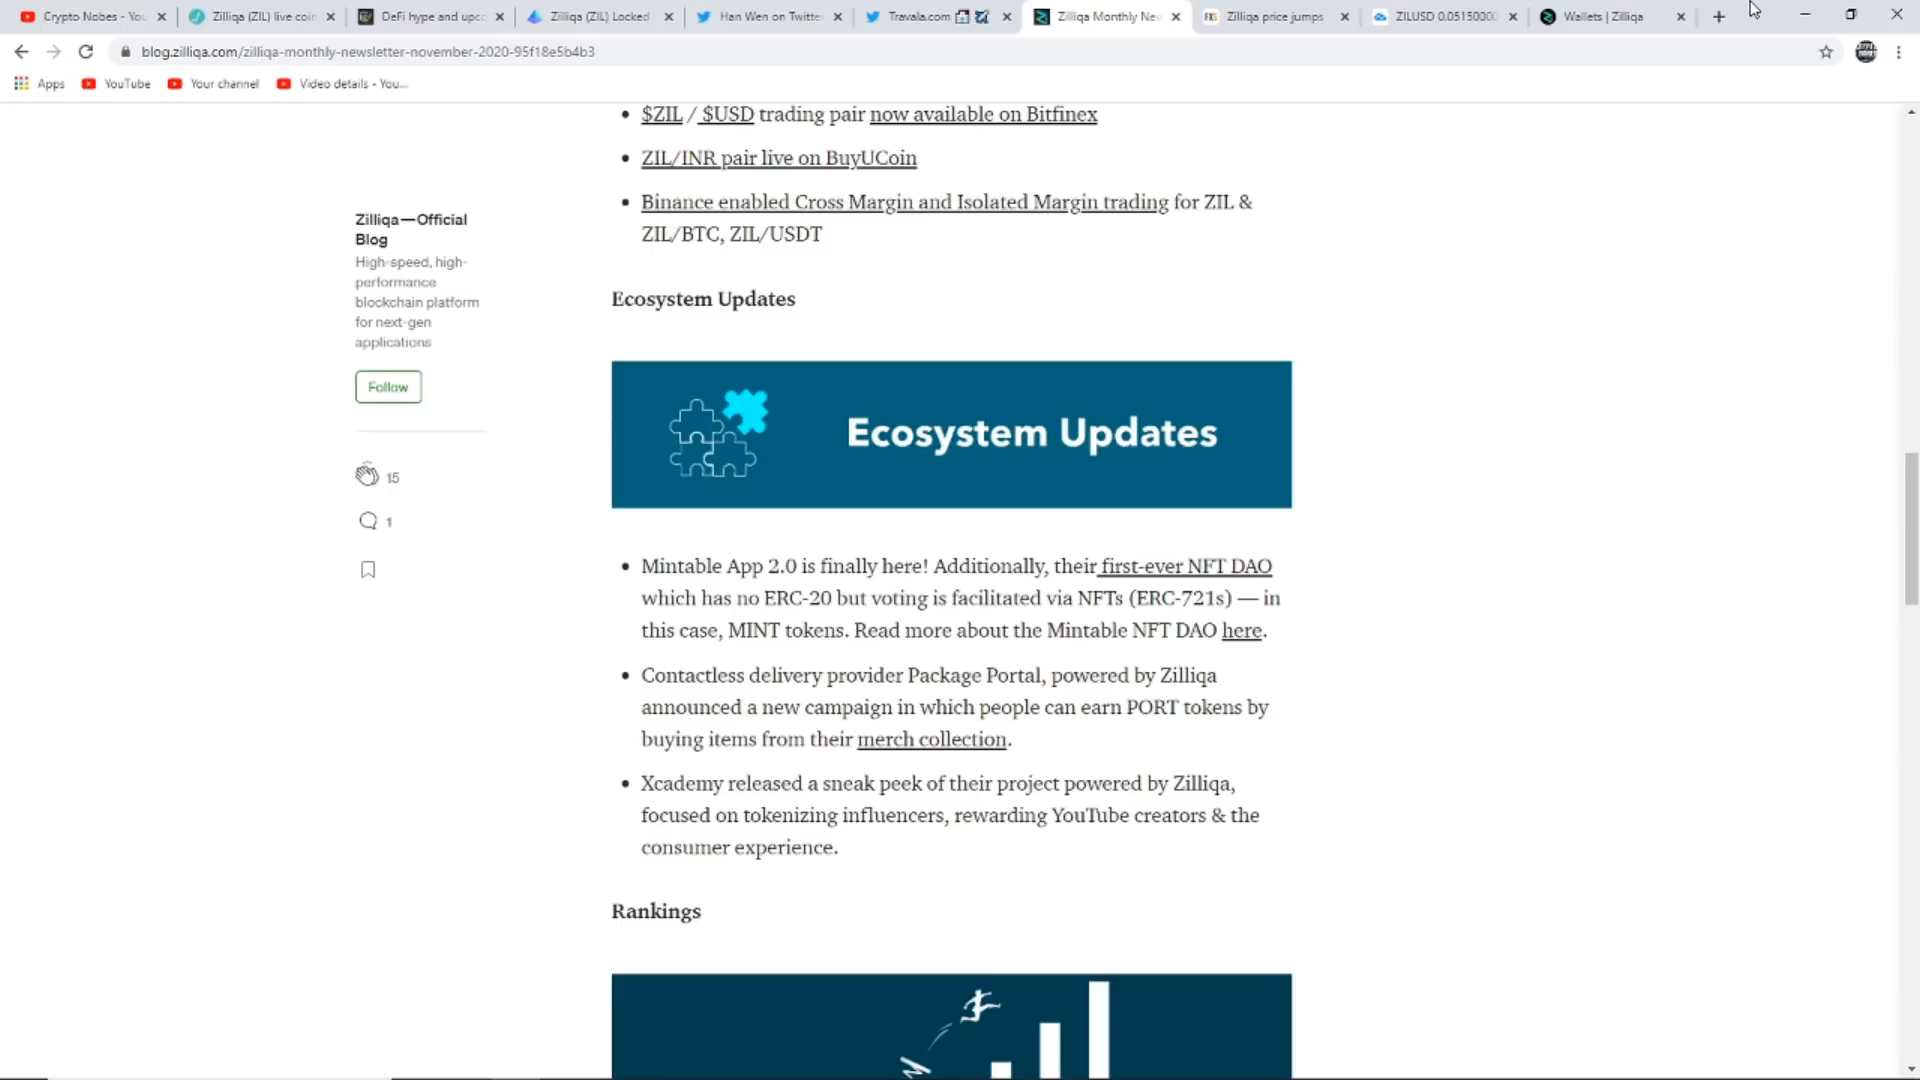 Crypto Nobes - You
Zilliqa (ZIL) live coin
DeFi hype and upco
Zilliqa (ZIL) Locked
Han Wen on Twitte
Travala.com
Zilliqa Monthly Ne
Zilliqa price jumps
ZILUSD 0.05150000
Wallets | Zilliqa
blog.zilliqa.com/zilliqa-monthly-newsletter-november-2020-95f18e5b4b3
Apps
YouTube
Your channel
Video details - You...
• $ZIL / $USD trading pair now available on Bitfinex
• ZIL/INR pair live on BuyUCoin
• Binance enabled Cross Margin and Isolated Margin trading for ZIL &
ZIL/BTC, ZIL/USDT
Zilliqa — Official
Blog
High-speed, high-
performance
blockchain platform
for next-gen
applications
Follow
15
1
Ecosystem Updates
Ecosystem Updates
• Mintable App 2.0 is finally here! Additionally, their first-ever NFT DAO
which has no ERC-20 but voting is facilitated via NFTs (ERC-721s) — in
this case, MINT tokens. Read more about the Mintable NFT DAO here.
• Contactless delivery provider Package Portal, powered by Zilliqa
announced a new campaign in which people can earn PORT tokens by
buying items from their merch collection.
• Xcademy released a sneak peek of their project powered by Zilliqa,
focused on tokenizing influencers, rewarding YouTube creators & the
consumer experience.
Rankings